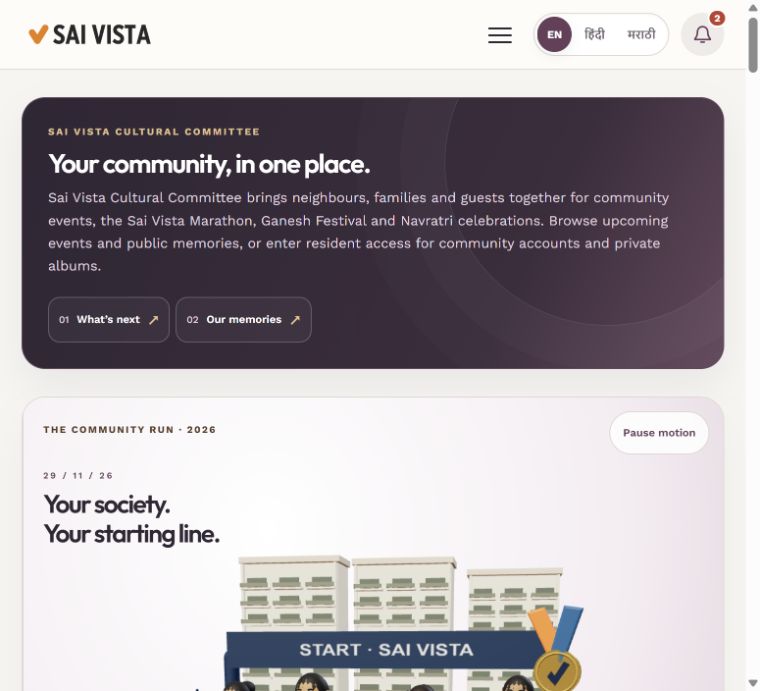 SAI VISTA
EN हिंदी मराठी
2
SAI VISTA CULTURAL COMMITTEE
Your community, in one place.
Sai Vista Cultural Committee brings neighbours, families and guests together for community
events, the Sai Vista Marathon, Ganesh Festival and Navratri celebrations. Browse upcoming
events and public memories, or enter resident access for community accounts and private
albums.
01 What's next ↗ 02 Our memories ↗
THE COMMUNITY RUN · 2026
Pause motion
29 / 11 / 26
Your society.
Your starting line.
START · SAI VISTA